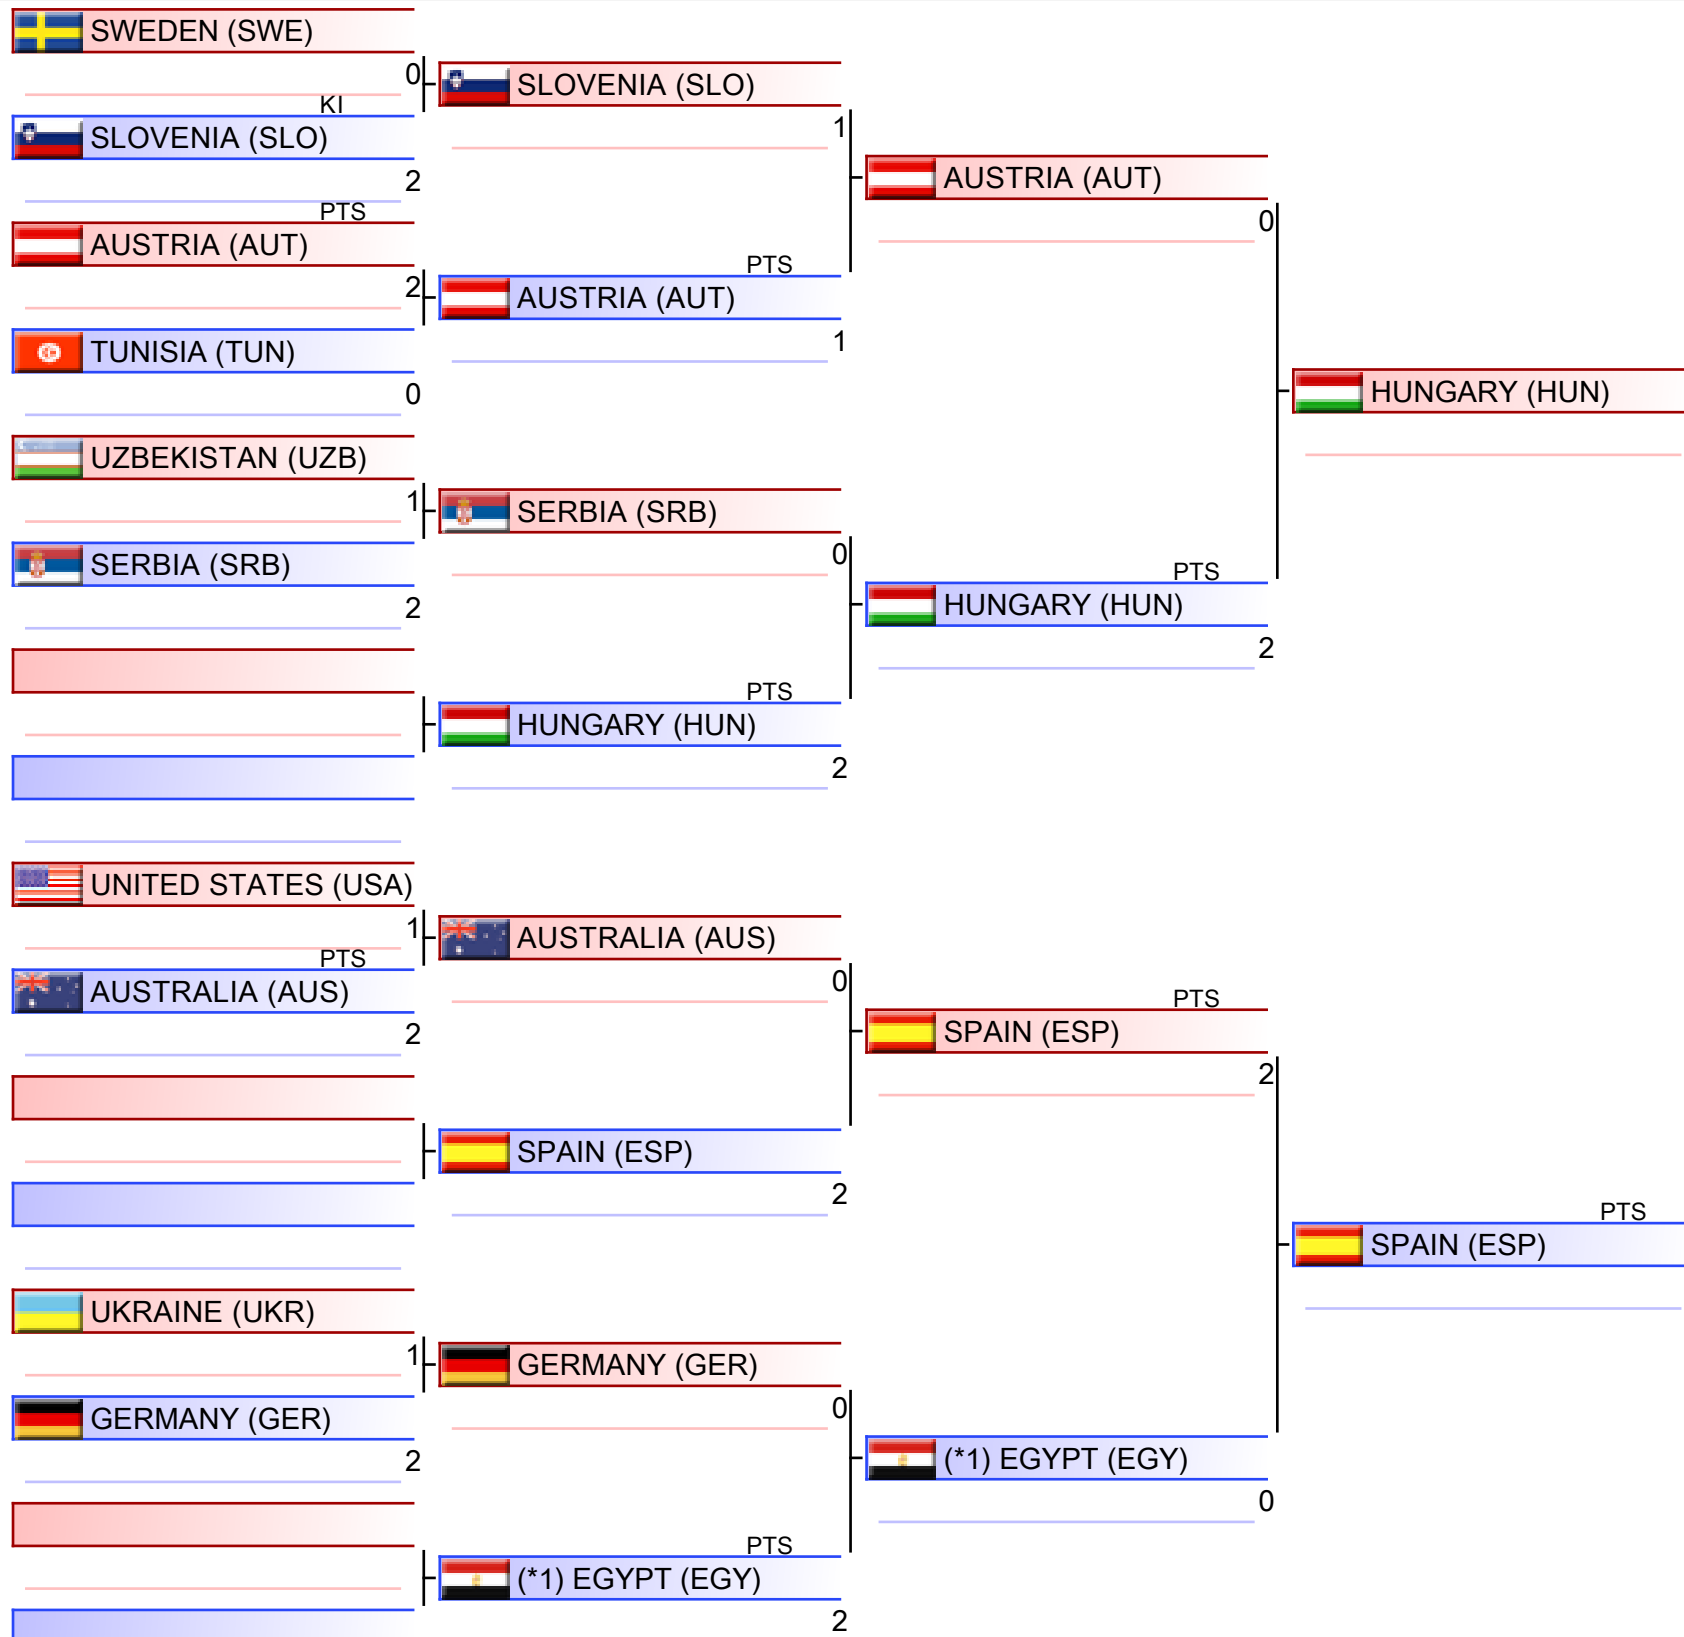 SWEDEN (SWE)
0
KI
SLOVENIA (SLO)
2
PTS
AUSTRIA (AUT)
2
TUNISIA (TUN)
0
UZBEKISTAN (UZB)
1
SERBIA (SRB)
2
UNITED STATES (USA)
1
PTS
AUSTRALIA (AUS)
2
UKRAINE (UKR)
1
GERMANY (GER)
2
SLOVENIA (SLO)
1
PTS
AUSTRIA (AUT)
1
SERBIA (SRB)
0
PTS
HUNGARY (HUN)
2
AUSTRALIA (AUS)
0
SPAIN (ESP)
2
GERMANY (GER)
0
PTS
(*1) EGYPT (EGY)
2
AUSTRIA (AUT)
0
PTS
HUNGARY (HUN)
2
PTS
SPAIN (ESP)
2
(*1) EGYPT (EGY)
0
HUNGARY (HUN)
PTS
SPAIN (ESP)